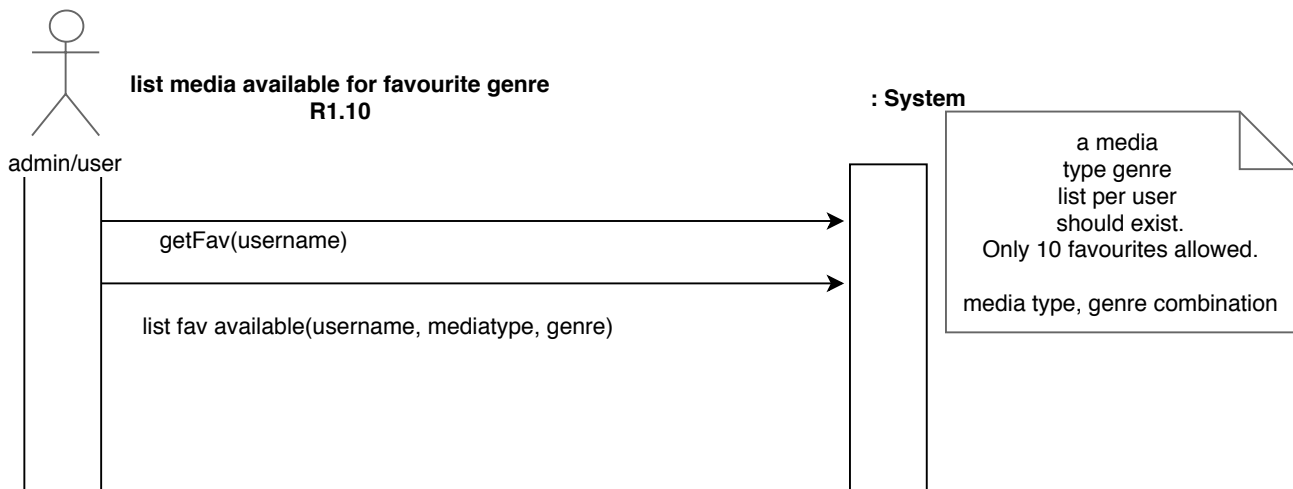 list media available for favourite genre
R1.10
: System
admin/user
a media
type genre
list per user
should exist.
Only 10 favourites allowed.
media type, genre combination
getFav(username)
list fav available(username, mediatype, genre)